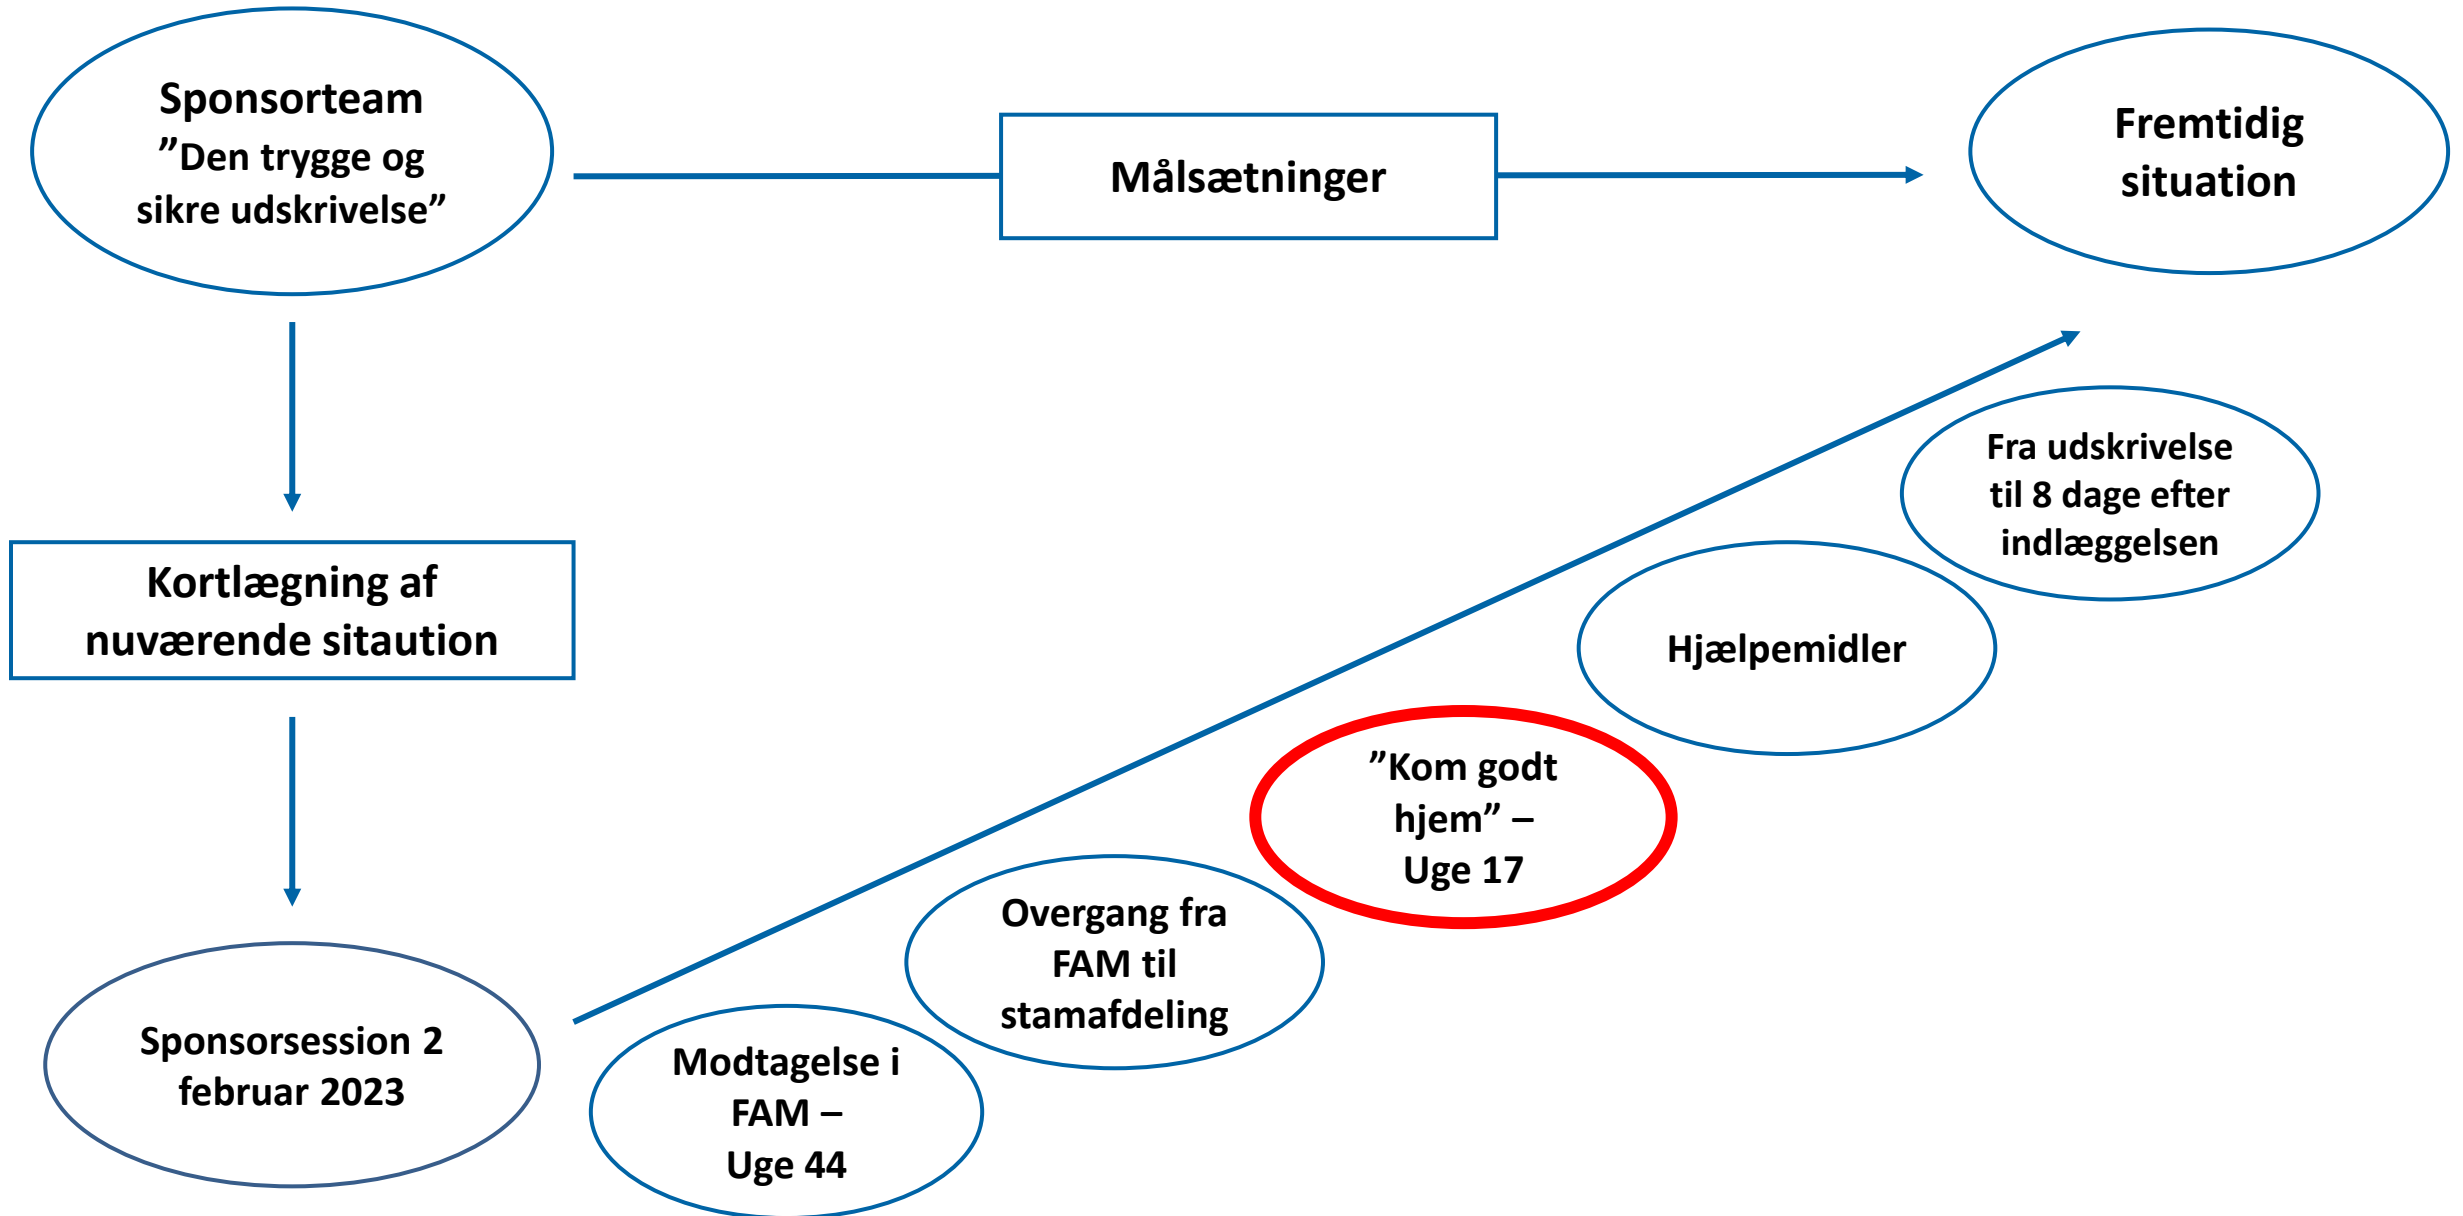 Sponsorteam
”Den trygge og
sikre udskrivelse”
Målsætninger
Fremtidig
situation
Kortlægning af
nuværende sitaution
Sponsorsession 2
februar 2023
Modtagelse i
FAM –
Uge 44
Overgang fra
FAM til
stamafdeling
”Kom godt
hjem” –
Uge 17
Hjælpemidler
Fra udskrivelse
til 8 dage efter
indlæggelsen